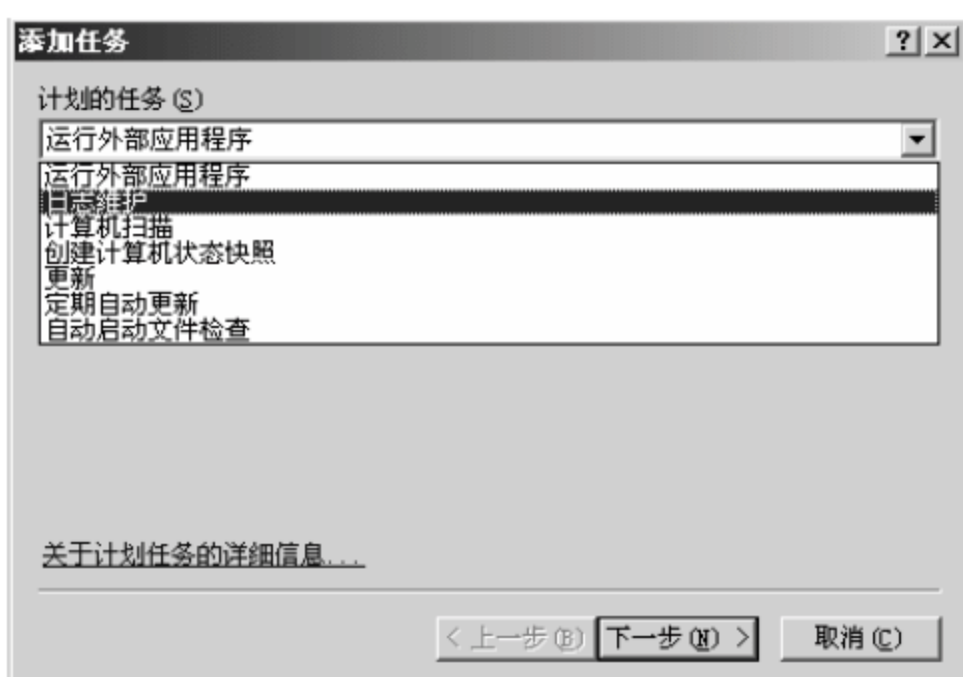 添加任务
计划的任务(S)
运行外部应用程序
运行外部应用程序
日志维护
计算机扫描
创建计算机状态快照
更新
定期自动更新
自动启动文件检查
关于计划任务的详细信息...
< 上一步(B) 下一步(N) > 取消(C)